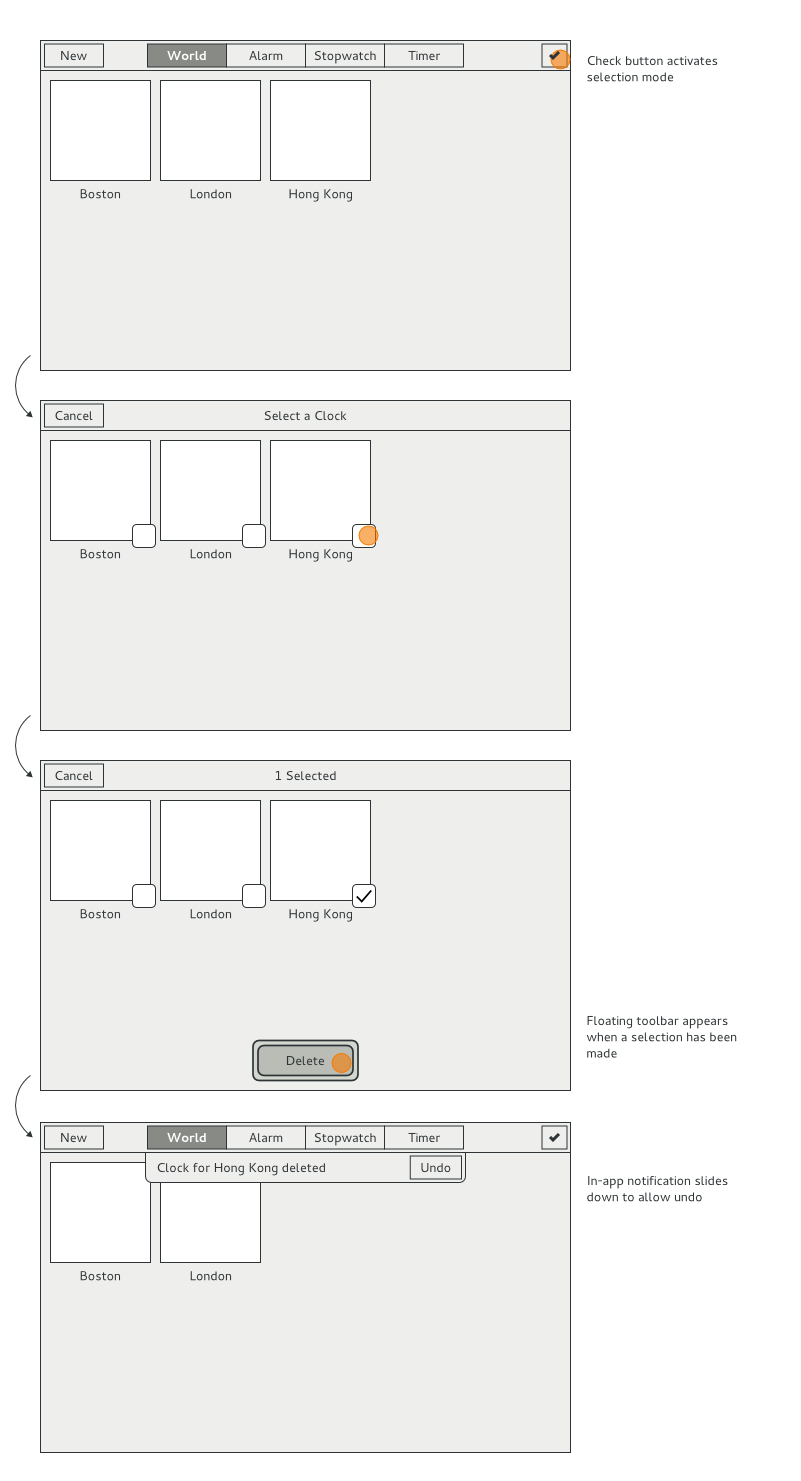 New World Alarm Stopwatch Timer
Check button activates
selection mode
Boston London Hong Kong
Cancel Select a Clock
Boston London Hong Kong
Cancel 1 Selected
Boston London Hong Kong
Floating toolbar appears
when a selection has been
made
Delete
New World Alarm Stopwatch Timer
Clock for Hong Kong deleted Undo
In-app notification slides
down to allow undo
Boston London